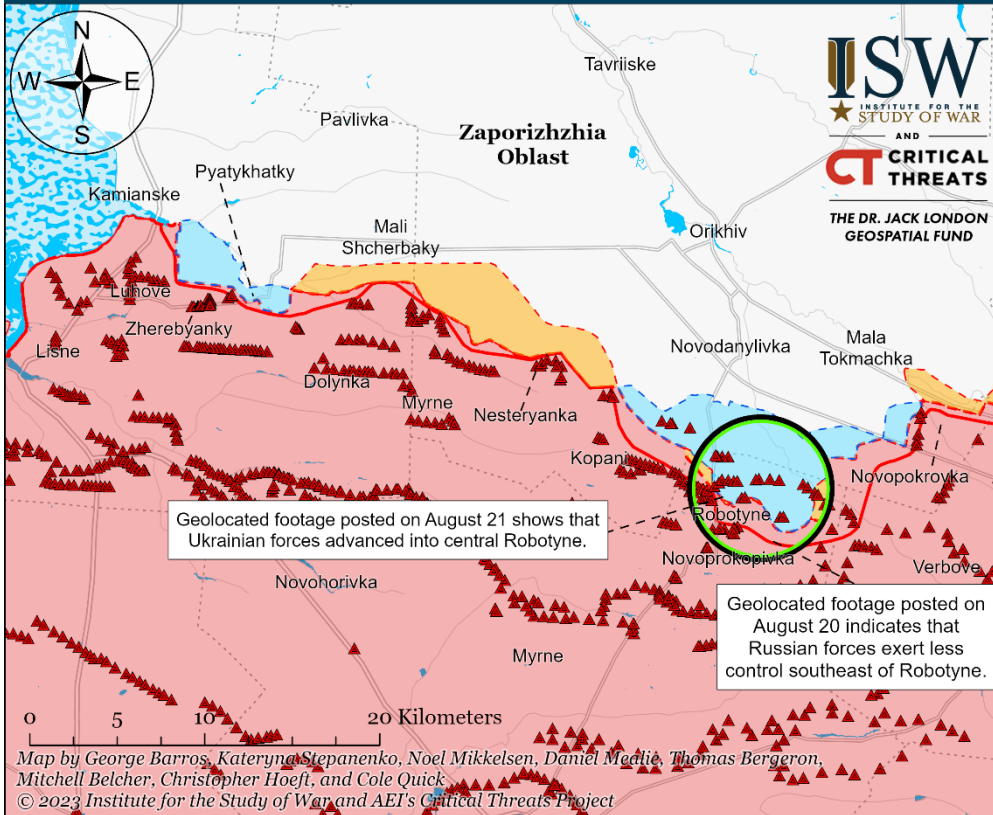 N
W
E
S
Tavriiske
ISW
INSTITUTE FOR THE
STUDY OF WAR
AND
CT CRITICAL
THREATS
THE DR. JACK LONDON
GEOSPATIAL FUND
Pavlivka
Zaporizhzhia
Oblast
Pyatykhatky
Kamianske
Mali
Shcherbaky
Orikhiv
Luhove
Zherebyanky
Lisne
Dolynka
Myrne
Nesteryanka
Novodanylivka
Mala
Tokmachka
Kopani
Novopokrovka
Robotyne
Geolocated footage posted on August 21 shows that
Ukrainian forces advanced into central Robotyne.
Novoprokopivka
Verbove
Novohorivka
Myrne
Geolocated footage posted on
August 20 indicates that
Russian forces exert less
control southeast of Robotyne.
0 5 10 20 Kilometers
Map by George Barros, Kateryna Stepanenko, Noel Mikkelsen, Daniel Mealie, Thomas Bergeron,
Mitchell Belcher, Christopher Hoeft, and Cole Quick
© 2023 Institute for the Study of War and AEI's Critical Threats Project